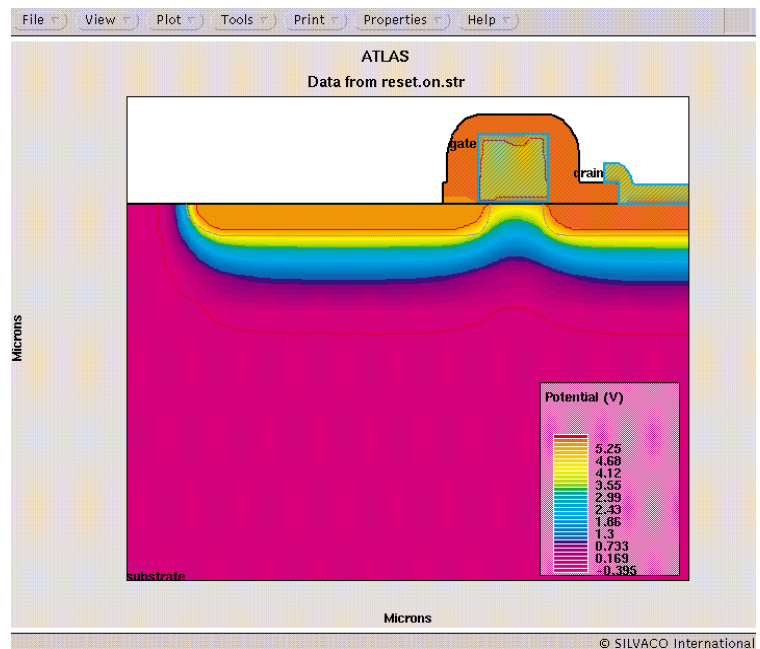 File View Plot Tools Print Properties Help
ATLAS
Data from reset.on.str
gate
drain
Microns
Potential (V)
5.25
4.68
4.12
3.55
2.99
2.43
1.86
1.3
0.733
0.169
-0.395
substrate
Microns
© SILVACO International